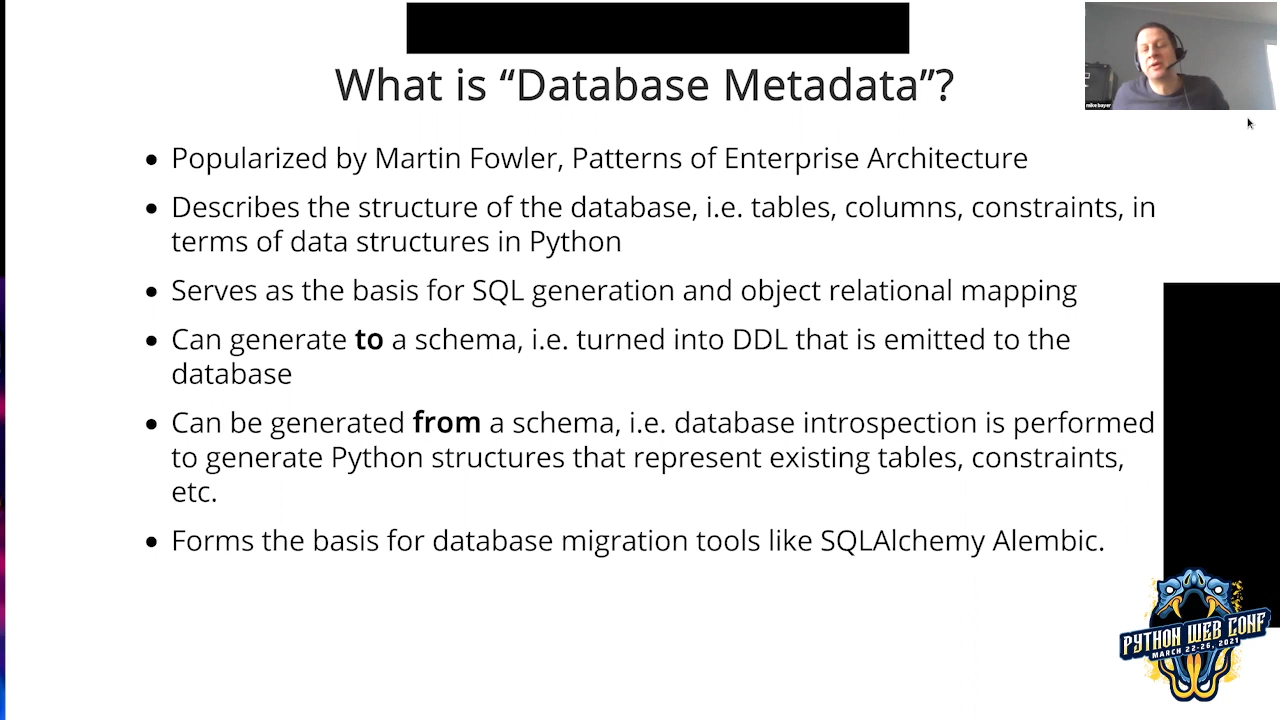 What is “Database Metadata”?
mike bayer
• Popularized by Martin Fowler, Patterns of Enterprise Architecture
• Describes the structure of the database, i.e. tables, columns, constraints, in
terms of data structures in Python
• Serves as the basis for SQL generation and object relational mapping
• Can generate to a schema, i.e. turned into DDL that is emitted to the
database
• Can be generated from a schema, i.e. database introspection is performed
to generate Python structures that represent existing tables, constraints,
etc.
• Forms the basis for database migration tools like SQLAlchemy Alembic.
PYTHON WEB CONF
MARCH 22-26, 2021